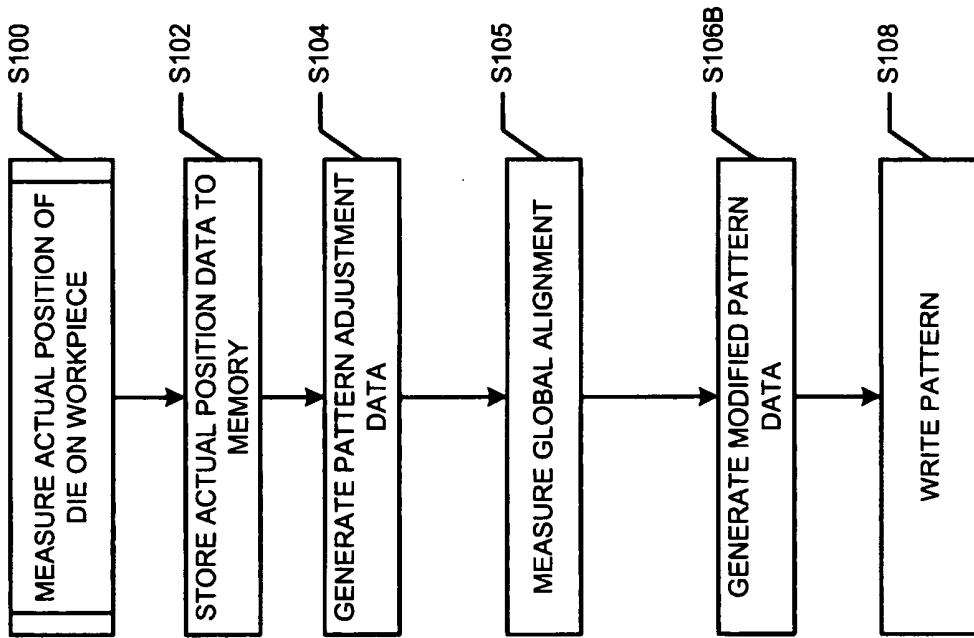 S100
MEASURE ACTUAL POSITION OF
DIE ON WORKPIECE
S102
STORE ACTUAL POSITION DATA TO
MEMORY
S104
GENERATE PATTERN ADJUSTMENT
DATA
S105
MEASURE GLOBAL ALIGNMENT
S106B
GENERATE MODIFIED PATTERN
DATA
S108
WRITE PATTERN